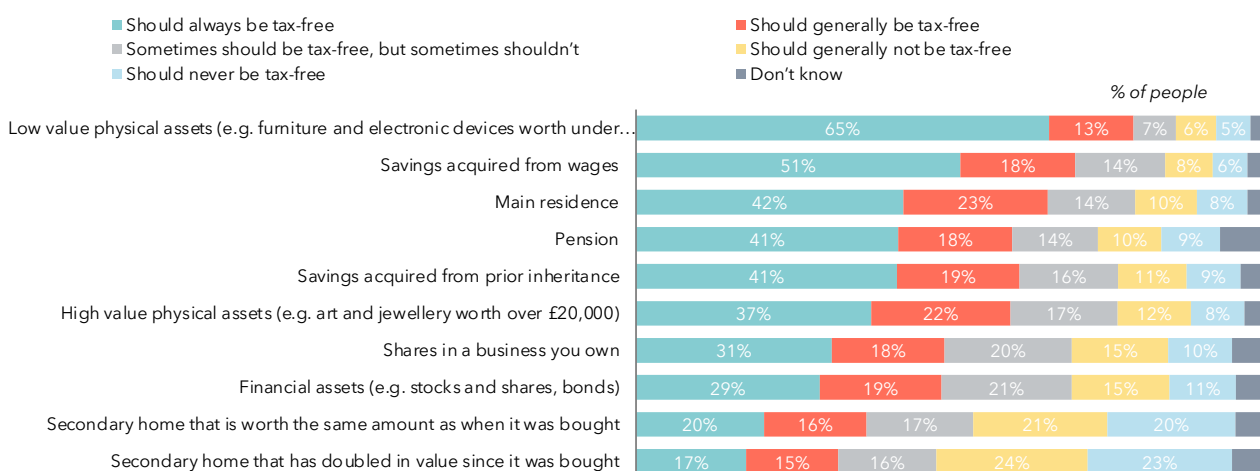 Should always be tax-free
Should generally be tax-free
Sometimes should be tax-free, but sometimes shouldn't
Should generally not be tax-free
Should never be tax-free
Don't know
% of people
Low value physical assets (e.g. furniture and electronic devices worth under… 65% 13% 7% 6% 5%
Savings acquired from wages 51% 18% 14% 8% 6%
Main residence 42% 23% 14% 10% 8%
Pension 41% 18% 14% 10% 9%
Savings acquired from prior inheritance 41% 19% 16% 11% 9%
High value physical assets (e.g. art and jewellery worth over £20,000) 37% 22% 17% 12% 8%
Shares in a business you own 31% 18% 20% 15% 10%
Financial assets (e.g. stocks and shares, bonds) 29% 19% 21% 15% 11%
Secondary home that is worth the same amount as when it was bought 20% 16% 17% 21% 20%
Secondary home that has doubled in value since it was bought 17% 15% 16% 24% 23%